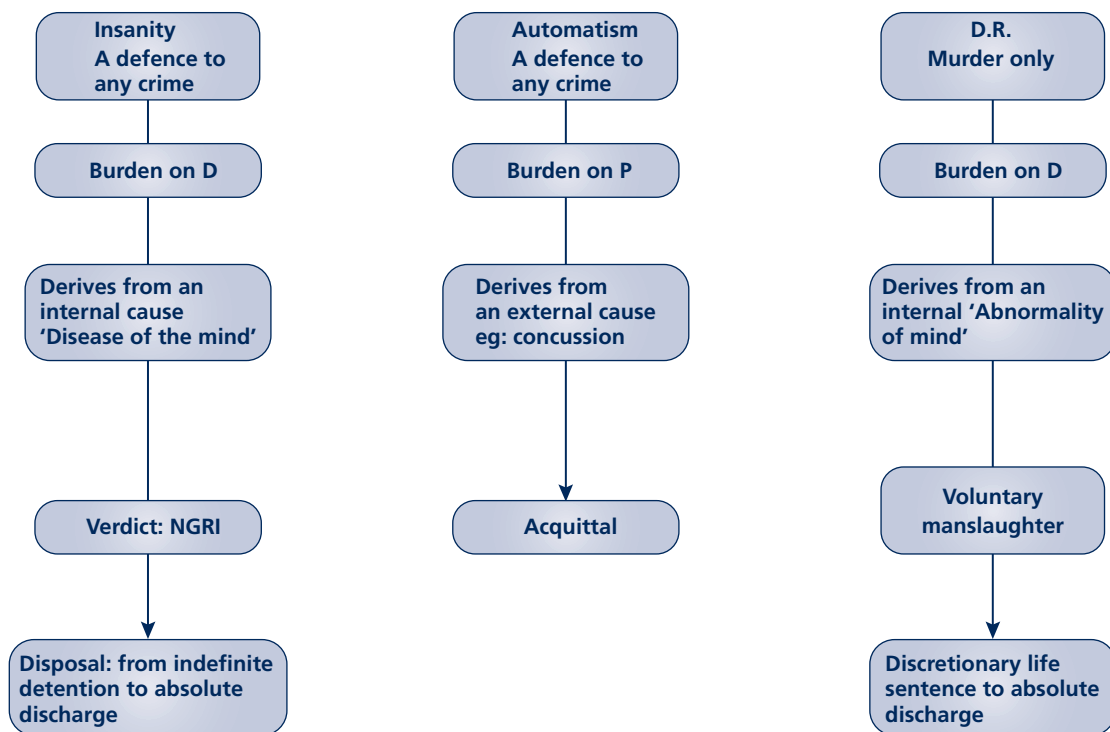 Insanity
A defence to
any crime
Burden on D
Derives from an
internal cause
‘Disease of the mind’
Verdict: NGRI
Disposal: from indefinite
detention to absolute
discharge
Automatism
A defence to
any crime
Burden on P
Derives from
an external cause
eg: concussion
Acquittal
D.R.
Murder only
Burden on D
Derives from an
internal ‘Abnormality
of mind’
Voluntary
manslaughter
Discretionary life
sentence to absolute
discharge